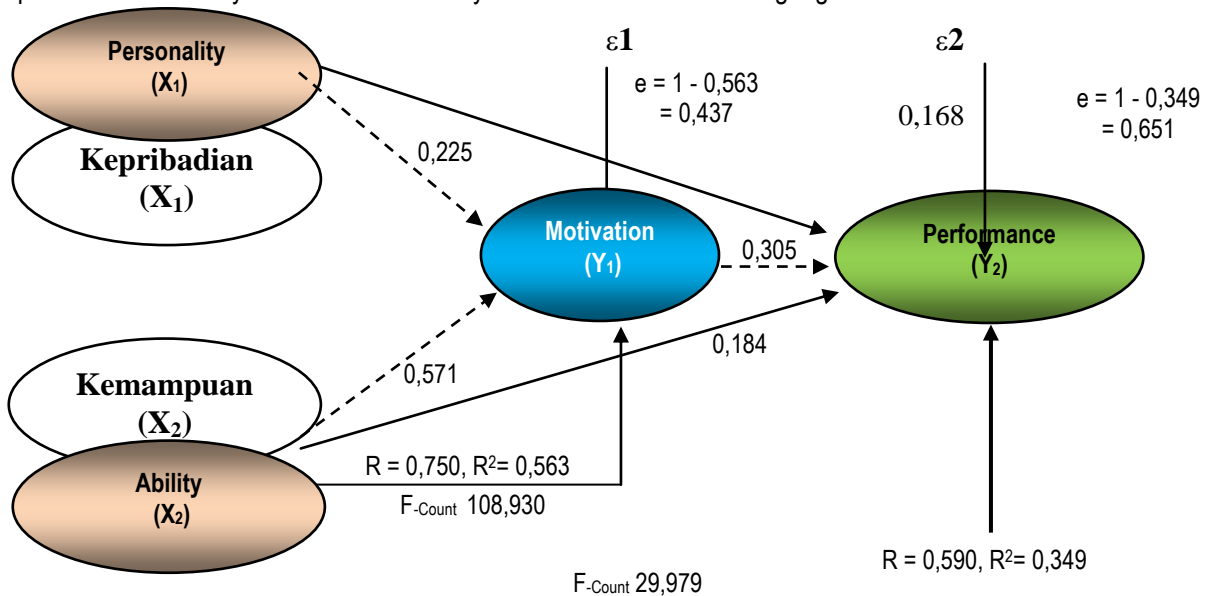 Personality
(X1)
Kepribadian
(X1)
ε1
e = 1 - 0,563
= 0,437
ε2
0,168
e = 1 - 0,349
= 0,651
0,225
Motivation
(Y1)
0,305
Performance
(Y2)
0,184
0,571
Kemampuan
(X2)
Ability
(X2)
R = 0,750, R²= 0,563
F-Count 108,930
R = 0,590, R²= 0,349
F-Count 29,979